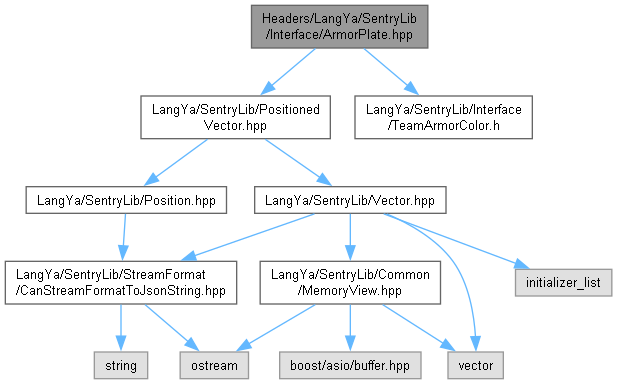 Headers/LangYa/SentryLib
/Interface/ArmorPlate.hpp
LangYa/SentryLib/Positioned
Vector.hpp
LangYa/SentryLib/Interface
/TeamArmorColor.h
LangYa/SentryLib/Position.hpp
LangYa/SentryLib/Vector.hpp
LangYa/SentryLib/StreamFormat
/CanStreamFormatToJsonString.hpp
LangYa/SentryLib/Common
/MemoryView.hpp
initializer_list
string
ostream
boost/asio/buffer.hpp
vector